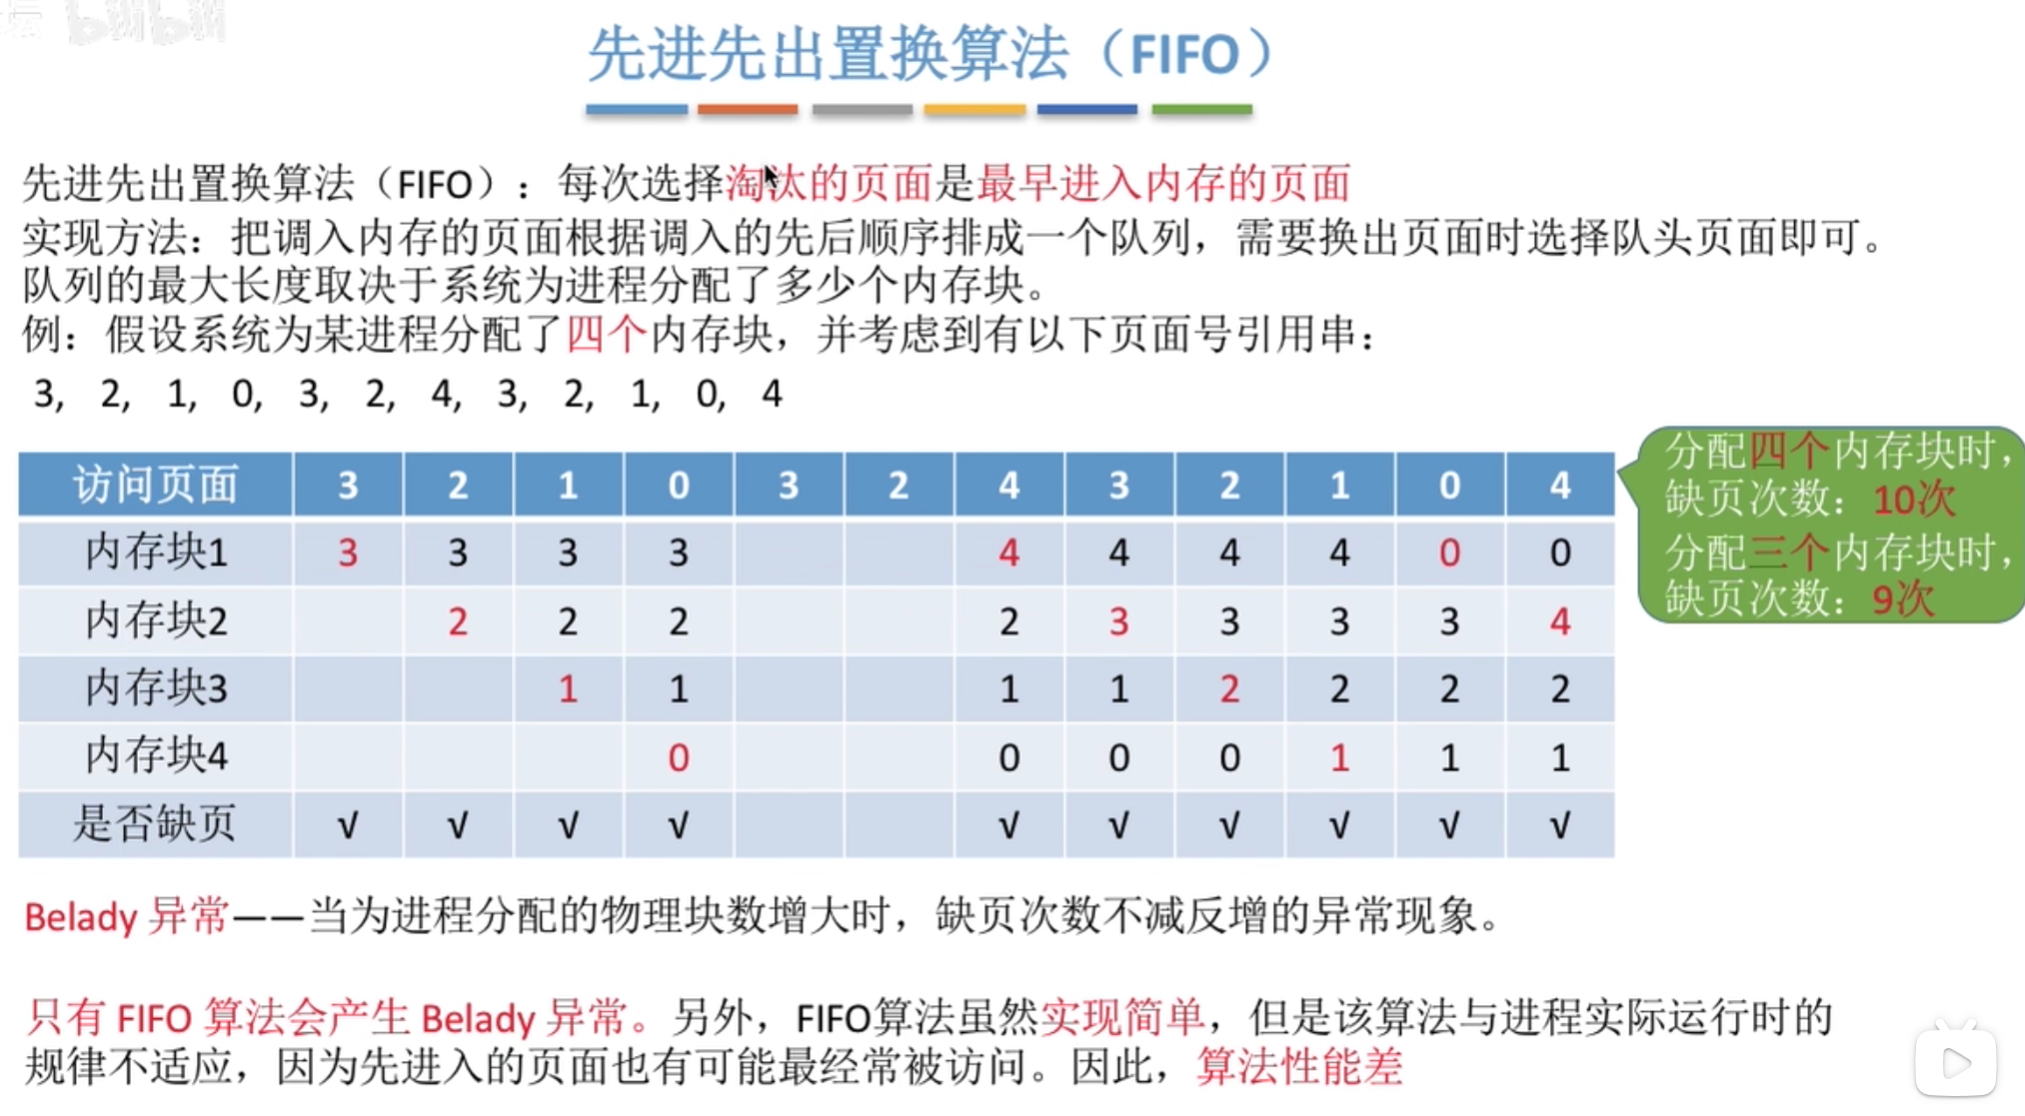 bilibili
先进先出置换算法（FIFO）
先进先出置换算法（FIFO）：每次选择淘汰的页面是最早进入内存的页面
实现方法：把调入内存的页面根据调入的先后顺序排成一个队列，需要换出页面时选择队头页面即可。
队列的最大长度取决于系统为进程分配了多少个内存块。
例：假设系统为某进程分配了四个内存块，并考虑到有以下页面号引用串：
3, 2, 1, 0, 3, 2, 4, 3, 2, 1, 0, 4
访问页面 3 2 1 0 3 2 4 3 2 1 0 4
内存块1 3 3 3 3 4 4 4 4 0 0
内存块2 2 2 2 2 3 3 3 3 4
内存块3 1 1 1 1 2 2 2 2
内存块4 0 0 0 0 1 1 1
是否缺页 √ √ √ √ √ √ √ √ √ √
分配四个内存块时，
缺页次数：10次
分配三个内存块时，
缺页次数：9次
Belady 异常——当为进程分配的物理块数增大时，缺页次数不减反增的异常现象。
只有 FIFO 算法会产生 Belady 异常。另外，FIFO算法虽然实现简单，但是该算法与进程实际运行时的
规律不适应，因为先进入的页面也有可能最经常被访问。因此，算法性能差